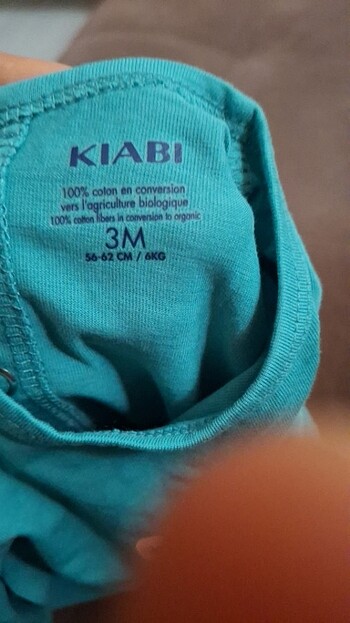 KIABI
100% coton en conversion
vers l'agriculture biologique
100% cotton fibers in conversion to organic
3M
56-62 CM / 6KG